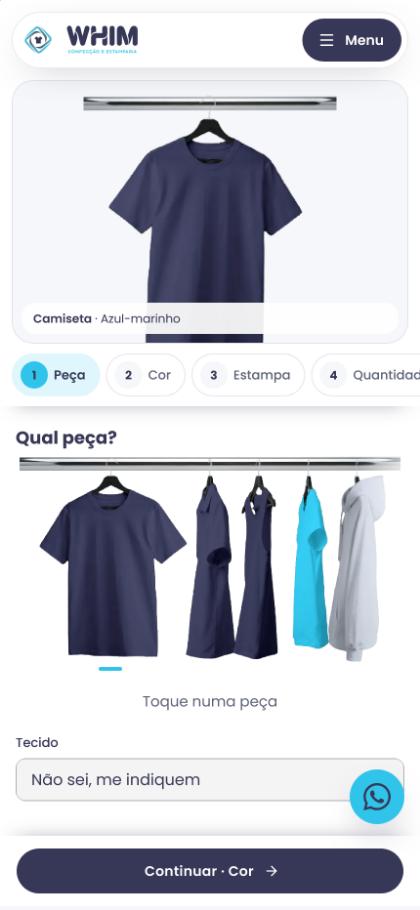 WHIM
CONFECÇÃO E ESTAMPARIA
Menu
Camiseta · Azul-marinho
1 Peça
2 Cor
3 Estampa
4 Quantidad
Qual peça?
Toque numa peça
Tecido
Não sei, me indiquem
Continuar · Cor →